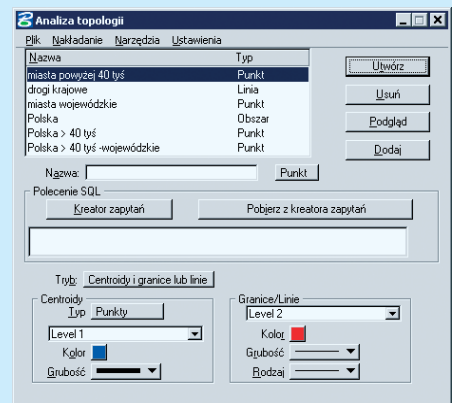 Analiza topologii
Plik Nakładanie Narzędzia Ustawienia
Nazwa Typ
miasta powyżej 40 tyś Punkt
drogi krajowe Linia
miasta wojewódzkie Punkt
Polska Obszar
Polska > 40 tyś Punkt
Polska > 40 tyś -wojewódzkie Punkt
Utwórz
Usuń
Podgląd
Dodaj
Nazwa: Punkt
Polecenie SQL
Kreator zapytań Pobierz z kreatora zapytań
Tryb: Centroidy i granice lub linie
Centroidy
Typ Punkty
Level 1
Kolor
Grubość
Granice/Linie
Level 2
Kolor
Grubość
Rodzaj